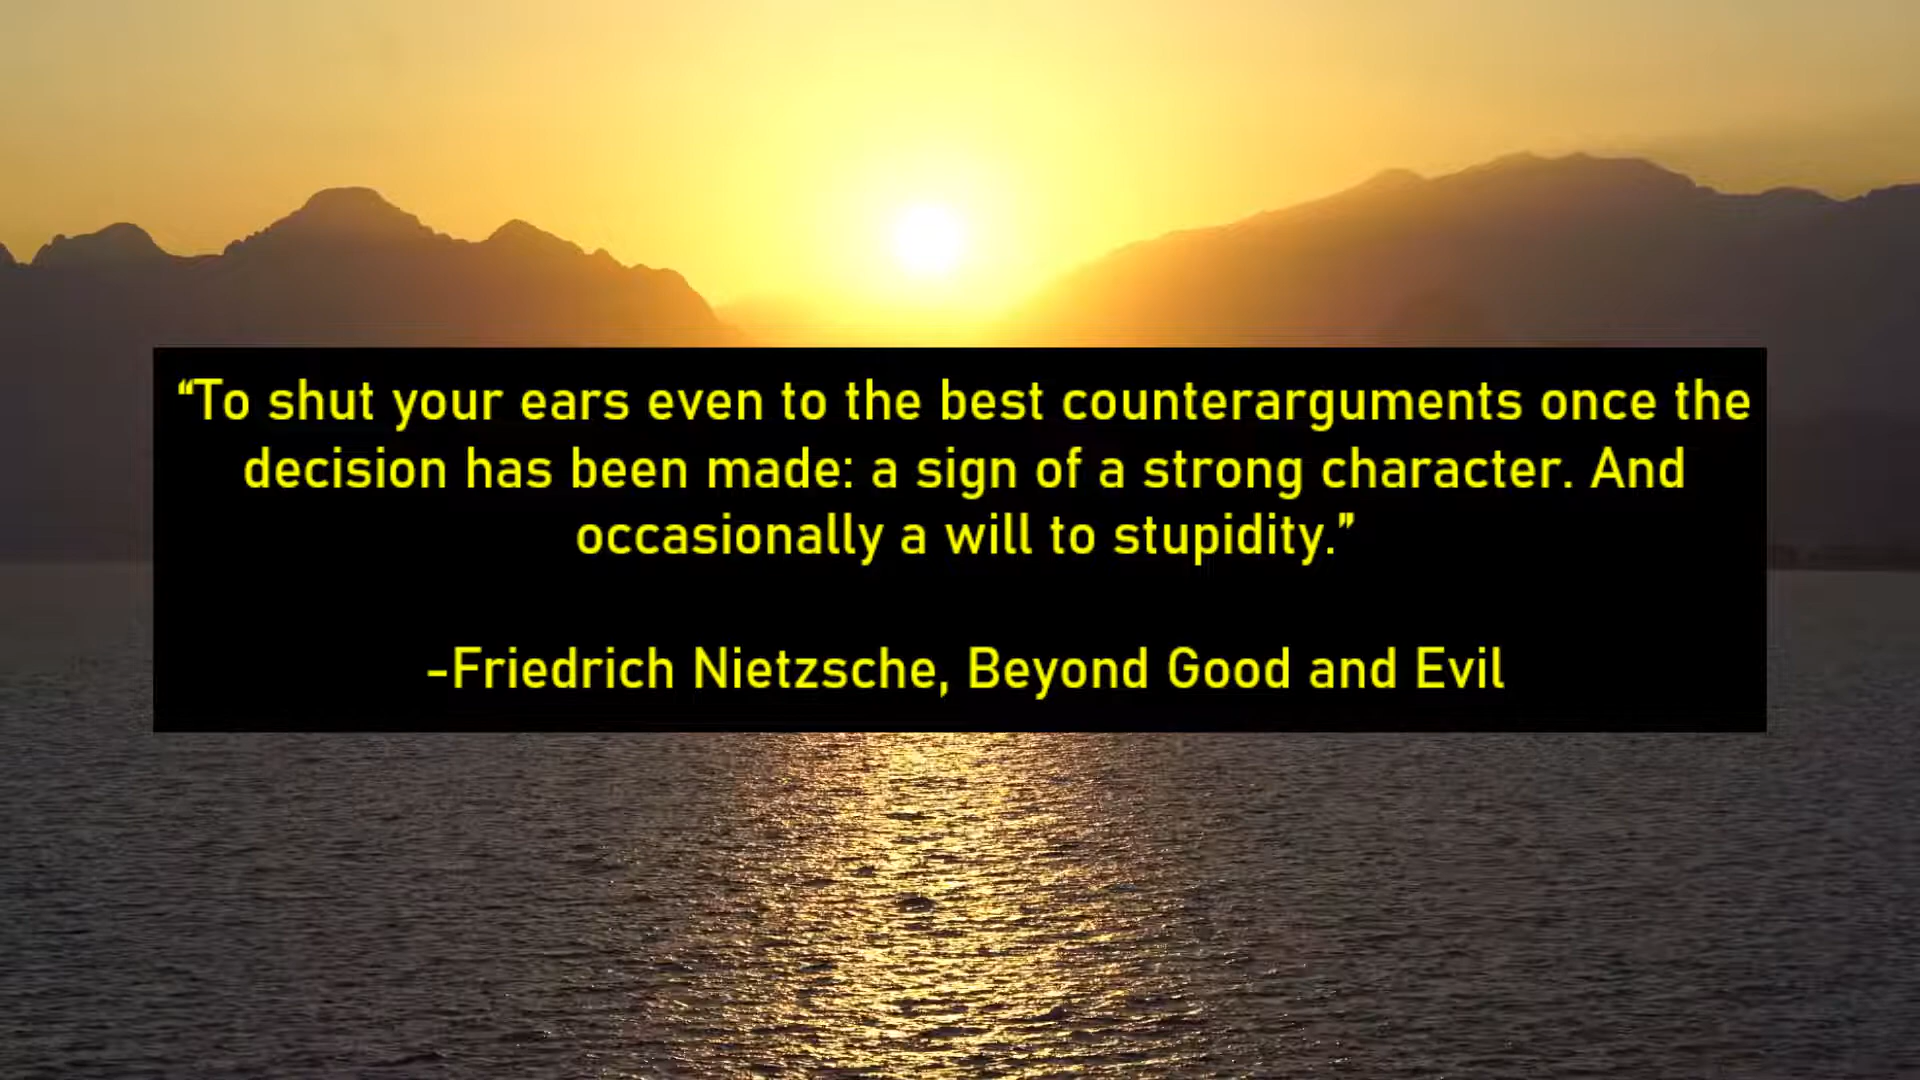 “To shut your ears even to the best counterarguments once the
decision has been made: a sign of a strong character. And
occasionally a will to stupidity.”
-Friedrich Nietzsche, Beyond Good and Evil